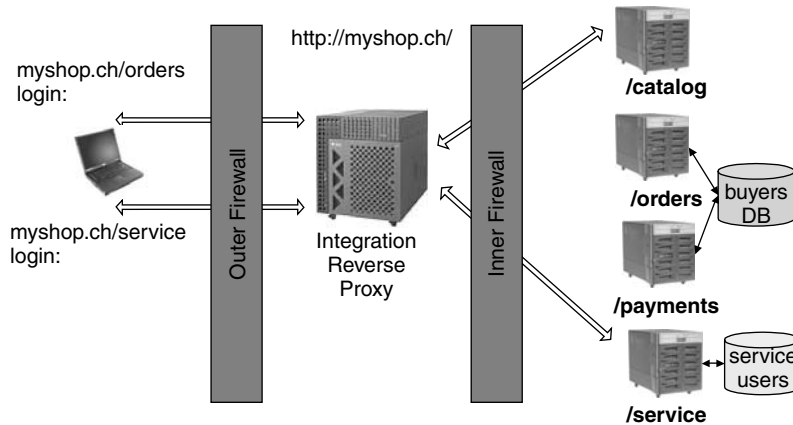 myshop.ch/orders
login:
myshop.ch/service
login:
Outer Firewall
http://myshop.ch/
Integration
Reverse
Proxy
Inner Firewall
/catalog
/orders
buyers
DB
/payments
service
users
/service